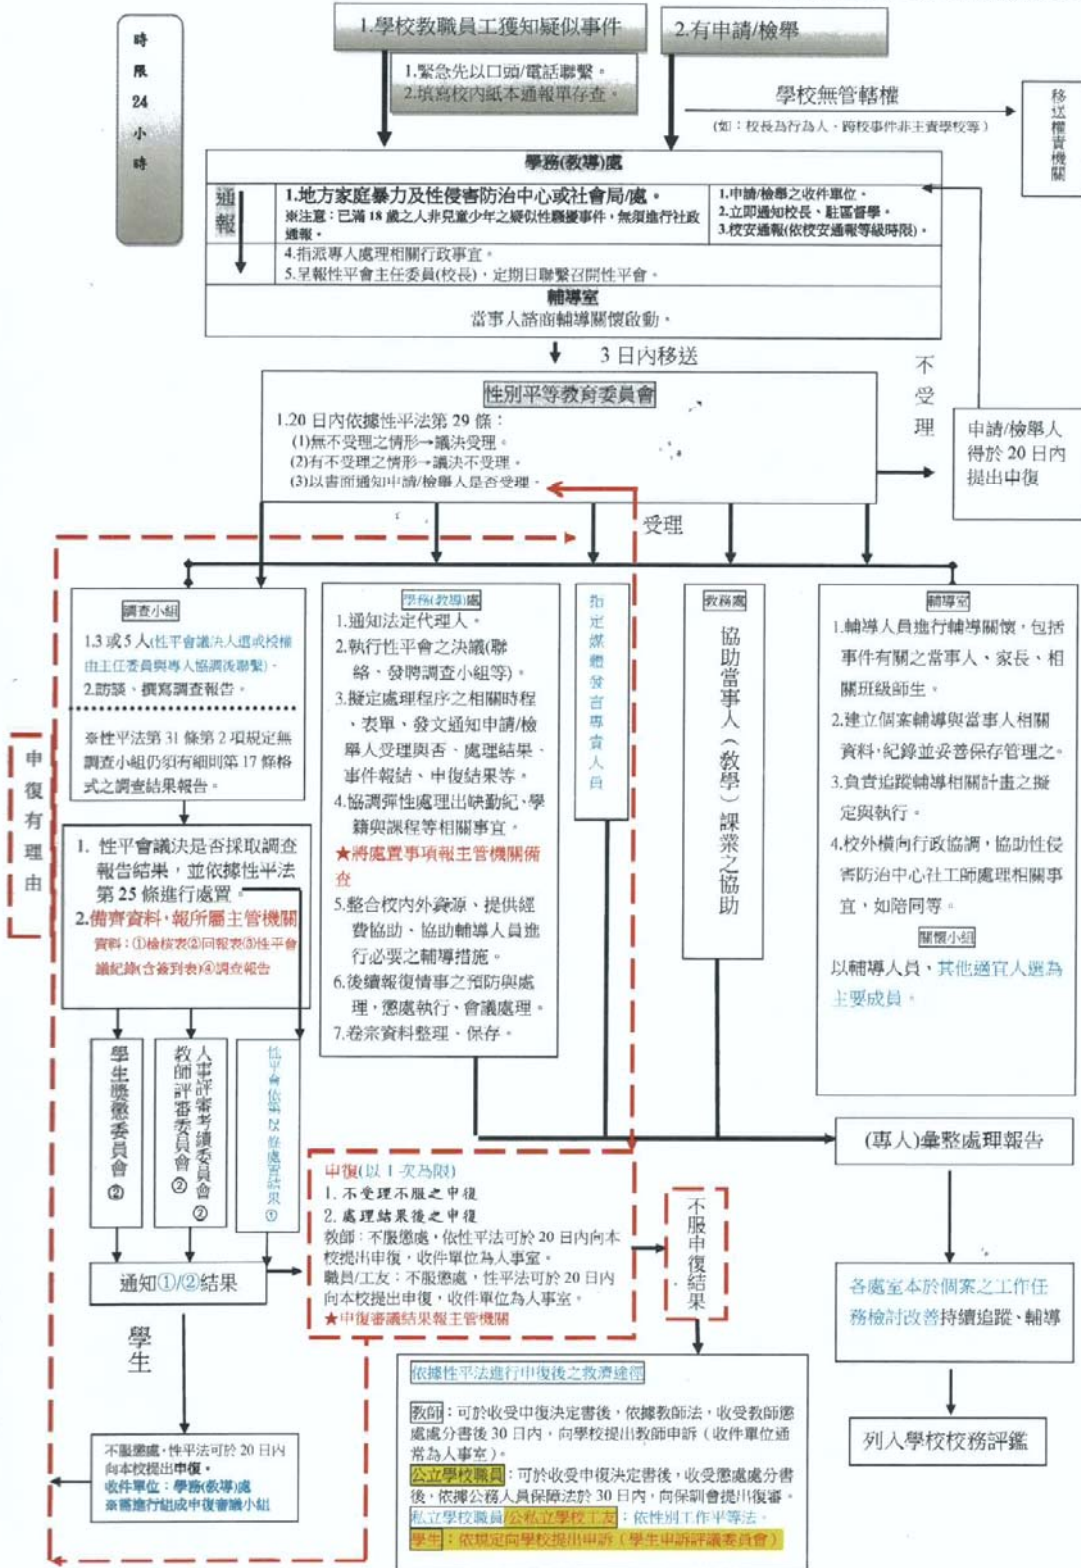 時限24小時
1.學校教職員工獲知疑似事件
2.有申請/檢舉
1.緊急先以口頭/電話聯繫。
2.填寫校內紙本通報單存查。
學校無管轄權
(如：校長為行為人、跨校事件非主責學校等)
移送權責機關
學務(教導)處
通報
1.地方家庭暴力及性侵害防治中心或社會局/處。
※注意：已滿 18 歲之人非兒童少年之疑似性騷擾事件，無須進行社政
通報。
1.申請/檢舉之收件單位。
2.立即通知校長、駐區督學。
3.校安通報(依校安通報等級時限)。
4.指派專人處理相關行政事宜。
5.呈報性平會主任委員(校長)，定期日聯繫召開性平會。
輔導室
當事人諮商輔導關懷啟動。
3 日內移送
不受理
性別平等教育委員會
1.20 日內依據性平法第 29 條：
(1)無不受理之情形→議決受理。
(2)有不受理之情形→議決不受理。
(3)以書面通知申請/檢舉人是否受理。
申請/檢舉人
得於 20 日內
提出申復
受理
調查小組
1.3 或 5 人(性平會議決人選或授權
由主任委員與專人協調後聯繫)。
2.訪談、撰寫調查報告。
※性平法第 31 條第 2 項規定無
調查小組仍須有細則第 17 條格
式之調查結果報告。
申復有理由
1. 性平會議決是否採取調查
報告結果，並依據性平法
第 25 條進行處置。
2.備齊資料，報所屬主管機關
資料：①檢核表②回報表③性平會
議紀錄(含簽到表)④調查報告
學務(教導)處
1.通知法定代理人。
2.執行性平會之決議(聯
絡、發聘調查小組等)。
3.擬定處理程序之相關時程
、表單、發文通知申請/檢
舉人受理與否、處理結果、
事件報結、申復結果等。
4.協調彈性處理出缺勤紀、學
籍與課程等相關事宜。
★將處置事項報主管機關備
查
5.整合校內外資源、提供經
費協助、協助輔導人員進
行必要之輔導措施。
6.後續報復情事之預防與處
理，懲處執行、會議處理。
7.卷宗資料整理、保存。
指定媒體發言專責人員
教務處
協助當事人（教學）課業之協助
輔導室
1.輔導人員進行輔導關懷，包括
事件有關之當事人、家長、相
關班級師生。
2.建立個案輔導與當事人相關
資料，紀錄並妥善保存管理之。
3.負責追蹤輔導相關計畫之擬
定與執行。
4.校外橫向行政協調，協助性侵
害防治中心社工師處理相關事
宜，如陪同等。
關懷小組
以輔導人員、其他適宜人選為
主要成員。
學生獎懲委員會②
人事評審考績委員會②
教師評審委員會②
性平會依第25條處置結果①
通知①/②結果
學生
不服懲處，性平法可於 20 日內
向本校提出申復。
收件單位：學務(教導)處
※需進行組成申復審議小組
申復(以 1 次為限)
1. 不受理不服之申復
2. 處理結果後之申復
教師：不服懲處，依性平法可於 20 日內向本
校提出申復，收件單位為人事室。
職員/工友：不服懲處，性平法可於 20 日內
向本校提出申復，收件單位為人事室。
★申復審議結果報主管機關
不服申復結果
依據性平法進行申復後之救濟途徑
教師：可於收受申復決定書後，依據教師法，收受教師懲
處處分書後 30 日內，向學校提出教師申訴（收件單位通
常為人事室）。
公立學校職員：可於收受申復決定書後，收受懲處處分書
後，依據公務人員保障法於 30 日內，向保訓會提出復審。
私立學校職員/公私立學校工友：依性別工作平等法。
學生：依規定向學校提出申訴（學生申訴評議委員會）
(專人)彙整處理報告
各處室本於個案之工作任
務檢討改善持續追蹤、輔導
列入學校校務評鑑